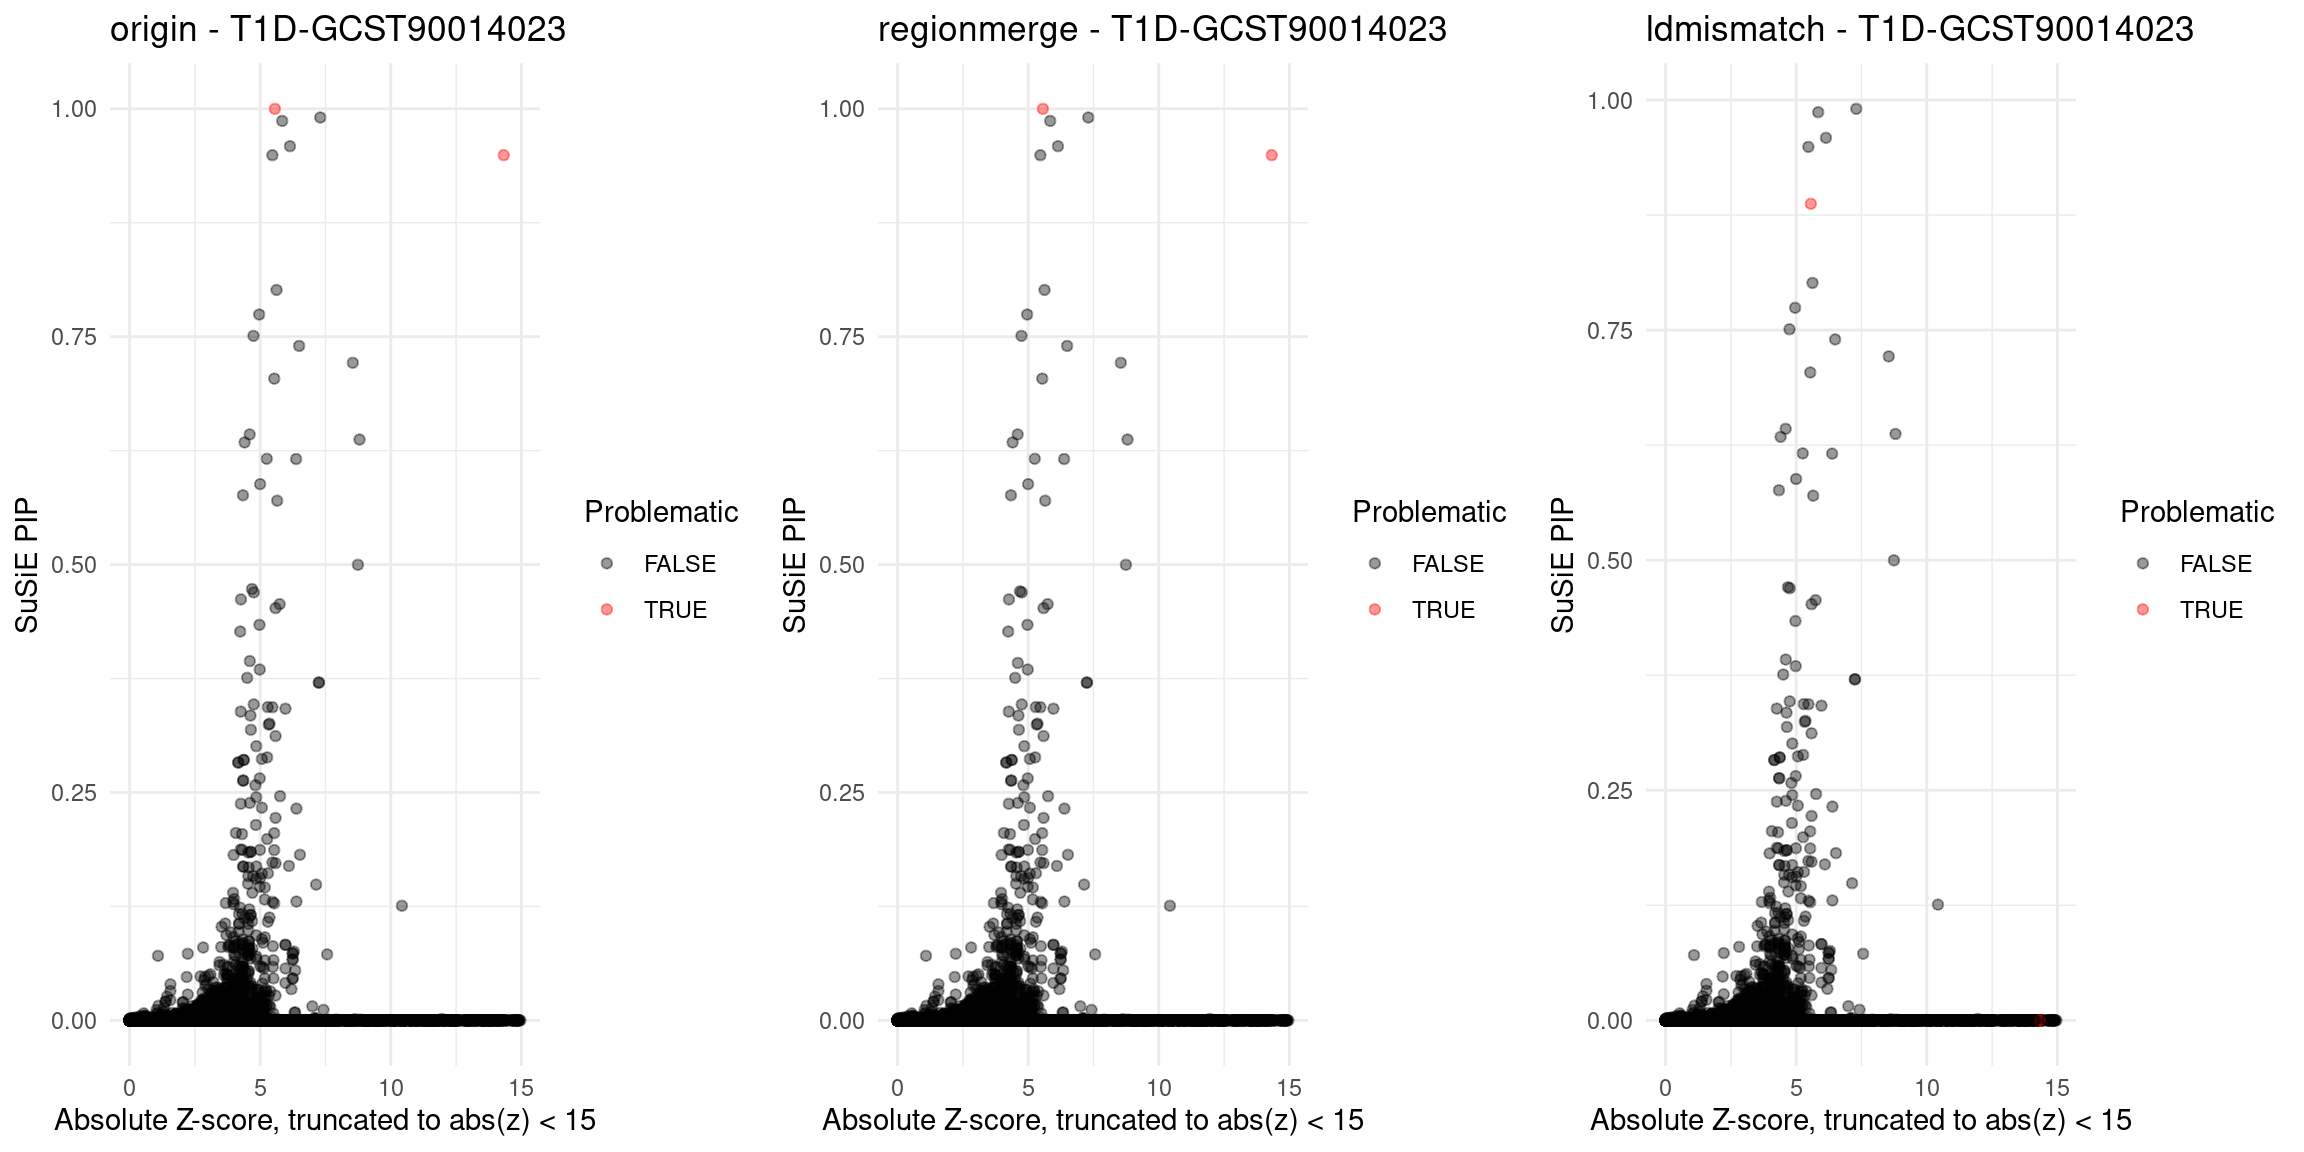 origin - T1D-GCST90014023
SuSiE PIP
1.00
0.75
0.50
0.25
0.00
0 5 10 15
Absolute Z-score, truncated to abs(z) < 15
Problematic
FALSE
TRUE
regionmerge - T1D-GCST90014023
SuSiE PIP
1.00
0.75
0.50
0.25
0.00
0 5 10 15
Absolute Z-score, truncated to abs(z) < 15
Problematic
FALSE
TRUE
ldmismatch - T1D-GCST90014023
SuSiE PIP
1.00
0.75
0.50
0.25
0.00
0 5 10 15
Absolute Z-score, truncated to abs(z) < 15
Problematic
FALSE
TRUE